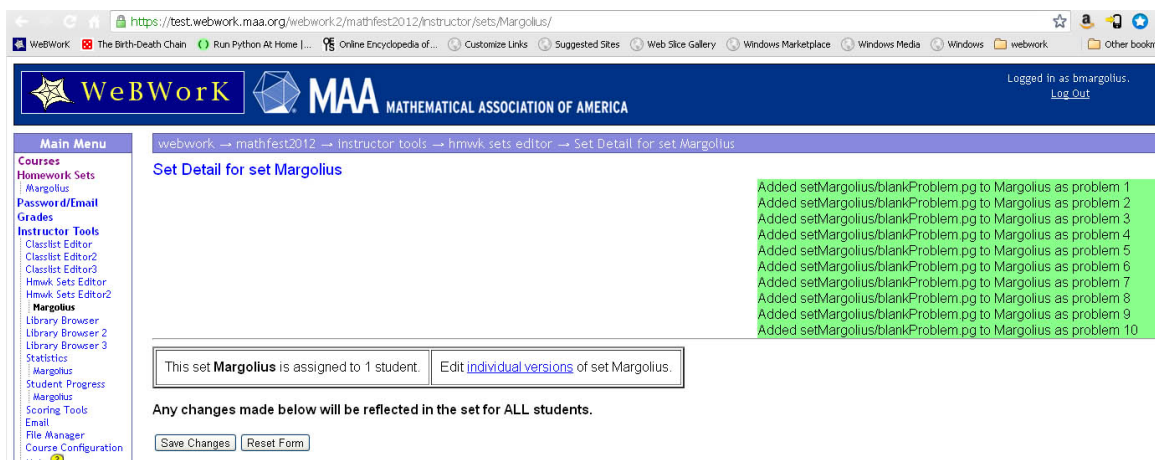 https://test.webwork.maa.org/webwork2/mathfest2012/instructor/sets/Margolius/
WeBWorK The Birth-Death Chain Run Python At Home |... Online Encyclopedia of... Customize Links Suggested Sites Web Slice Gallery Windows Marketplace Windows Media Windows webwork Other bookm
WeBWorK MAA MATHEMATICAL ASSOCIATION OF AMERICA
Logged in as bmargolius.
Log Out
Main Menu
Courses
Homework Sets
Margolius
Password/Email
Grades
Instructor Tools
Classlist Editor
Classlist Editor2
Classlist Editor3
Hmwk Sets Editor
Hmwk Sets Editor2
Margolius
Library Browser
Library Browser 2
Library Browser 3
Statistics
Margolius
Student Progress
Margolius
Scoring Tools
Email
File Manager
Course Configuration
webwork → mathfest2012 → instructor tools → hmwk sets editor → Set Detail for set Margolius
Set Detail for set Margolius
Added setMargolius/blankProblem.pg to Margolius as problem 1
Added setMargolius/blankProblem.pg to Margolius as problem 2
Added setMargolius/blankProblem.pg to Margolius as problem 3
Added setMargolius/blankProblem.pg to Margolius as problem 4
Added setMargolius/blankProblem.pg to Margolius as problem 5
Added setMargolius/blankProblem.pg to Margolius as problem 6
Added setMargolius/blankProblem.pg to Margolius as problem 7
Added setMargolius/blankProblem.pg to Margolius as problem 8
Added setMargolius/blankProblem.pg to Margolius as problem 9
Added setMargolius/blankProblem.pg to Margolius as problem 10
This set Margolius is assigned to 1 student. Edit individual versions of set Margolius.
Any changes made below will be reflected in the set for ALL students.
Save Changes Reset Form